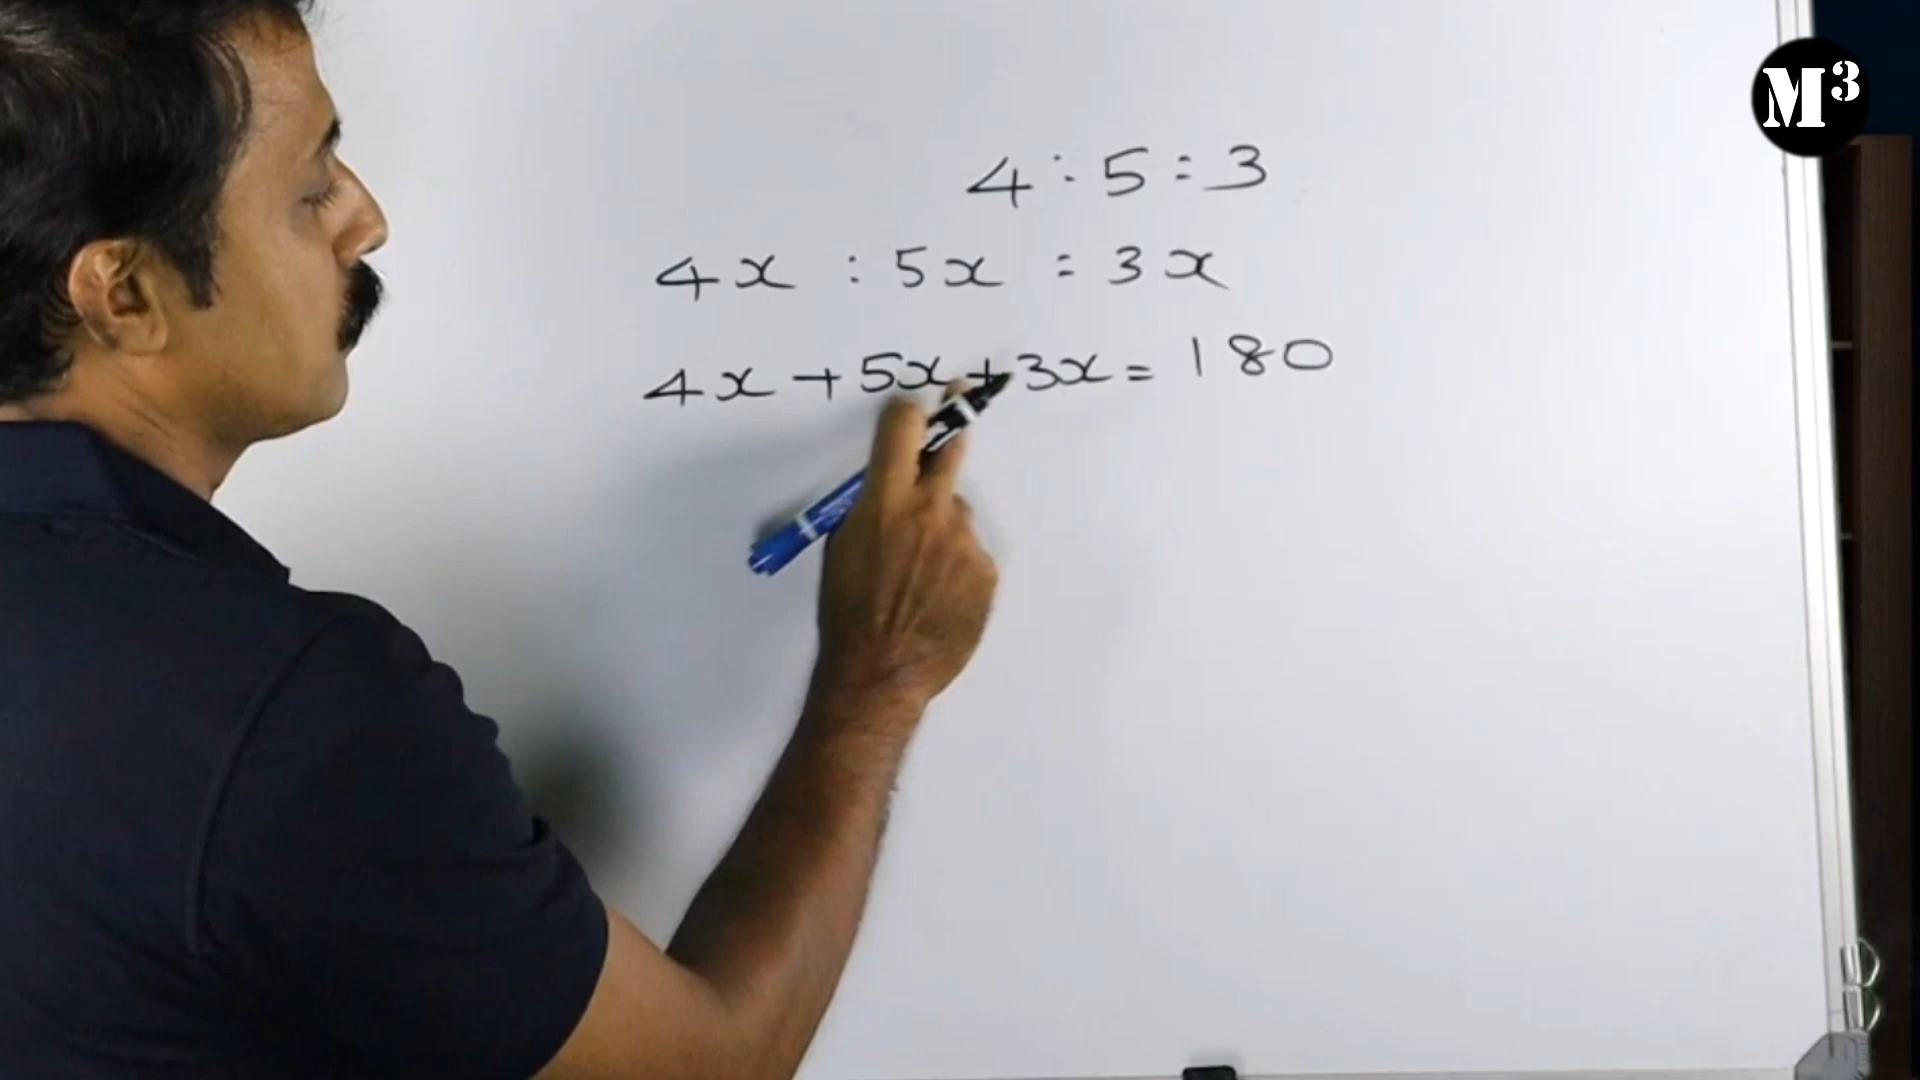 M³
4 : 5 : 3
4x : 5x : 3x
4x + 5x + 3x = 180